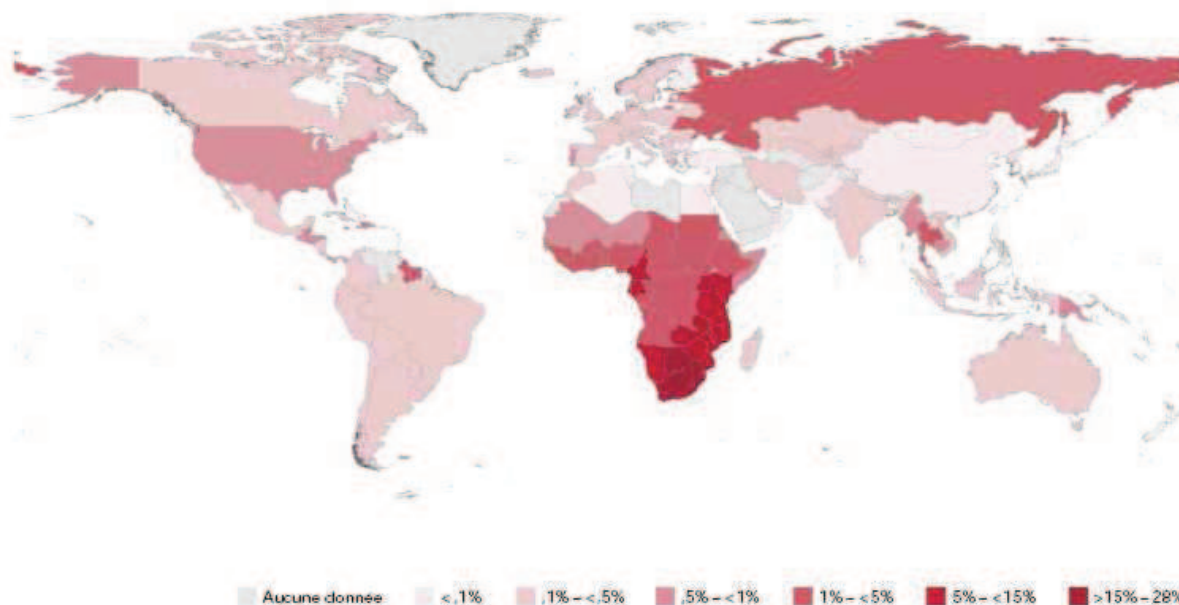 Aucune donnée <,1% ,1% – <,5% ,5% – <1% 1% – <5% 5% – <15% >15% – 28%